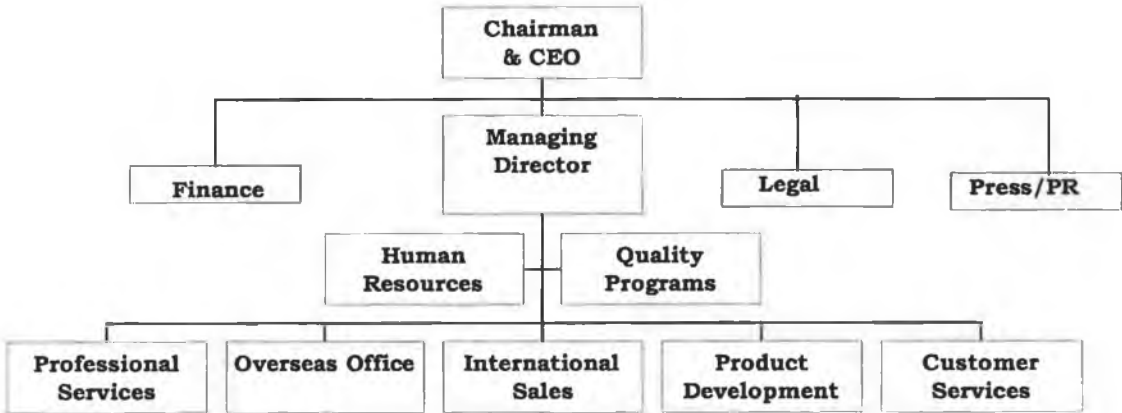 Chairman
& CEO
Managing
Director
Finance
Legal
Press/PR
Human
Resources
Quality
Programs
Professional
Services
Overseas Office
International
Sales
Product
Development
Customer
Services